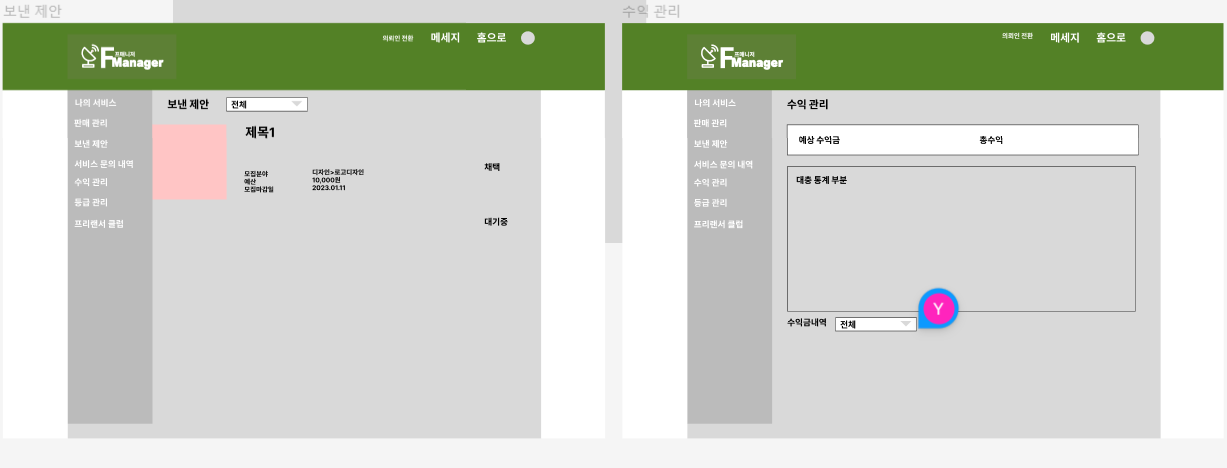 보낸 제안
프매니저
FManager
의뢰인 전환
메세지
홈으로
나의 서비스
판매 관리
보낸 제안
서비스 문의 내역
수익 관리
등급 관리
프리랜서 클럽
보낸 제안
전체
제목1
모집분야
디자인>로고디자인
예산
10,000원
모집마감일
2023.01.11
채택
대기중
수익 관리
프매니저
FManager
의뢰인 전환
메세지
홈으로
나의 서비스
판매 관리
보낸 제안
서비스 문의 내역
수익 관리
등급 관리
프리랜서 클럽
수익 관리
예상 수익금
총수익
대충 통계 부분
Y
수익금내역
전체